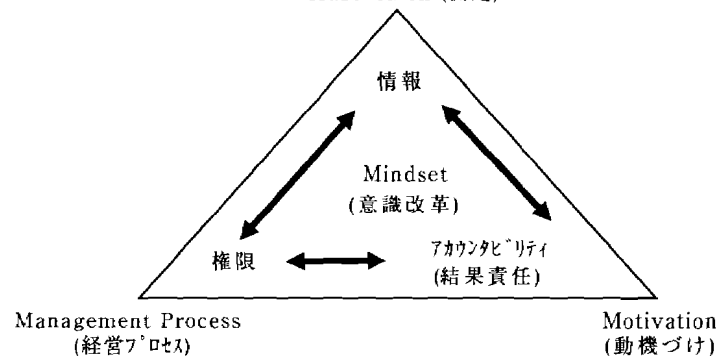 情報
Mindset
(意識改革)
権限
アカウンタビリティ
(結果責任)
Management Process
(経営プロセス)
Motivation
(動機づけ)